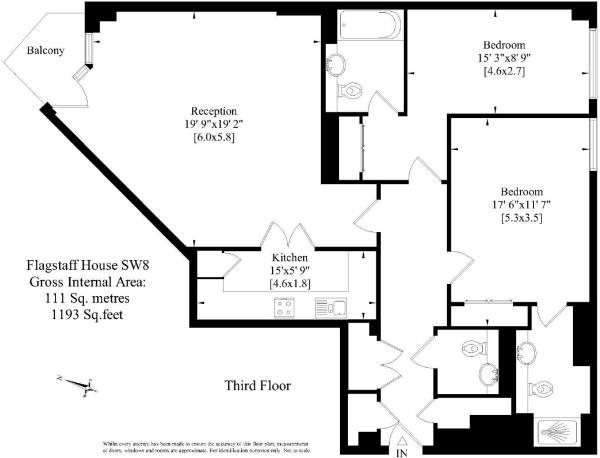 Balcony
Reception
19' 9"x19' 2"
[6.0x5.8]
Bedroom
15' 3"x8' 9"
[4.6x2.7]
Bedroom
17' 6"x11' 7"
[5.3x3.5]
Kitchen
15'x5' 9"
[4.6x1.8]
Flagstaff House SW8
Gross Internal Area:
111 Sq. metres
1193 Sq.feet
N
Third Floor
IN
Whilst every attempt has been made to ensure the accuracy of this floor plan, measurements
of doors, windows and rooms are approximate. For identification purposes only. Not to scale.